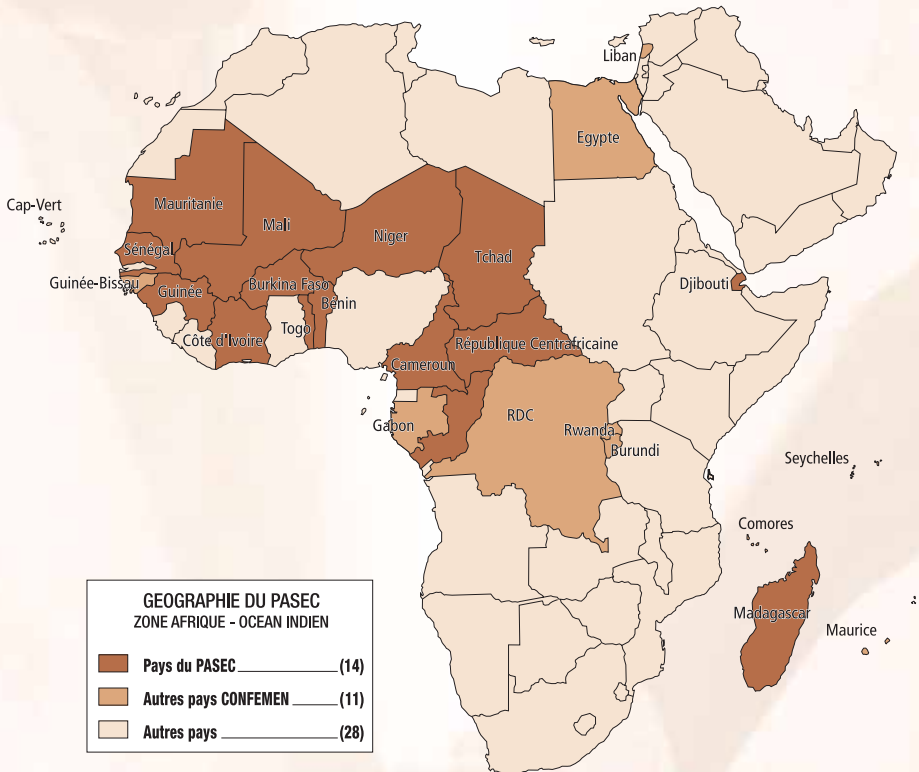 Liban
Egypte
Cap-Vert
Mauritanie
Mali
Niger
Tchad
Sénégal
Guinée-Bissau
Guinée
Burkina Faso
Bénin
Djibouti
Côte d'Ivoire
Togo
République Centrafricaine
Cameroun
Gabon
RDC
Rwanda
Burundi
Seychelles
Comores
Madagascar
Maurice
GEOGRAPHIE DU PASEC
ZONE AFRIQUE - OCEAN INDIEN
Pays du PASEC (14)
Autres pays CONFEMEN (11)
Autres pays (28)